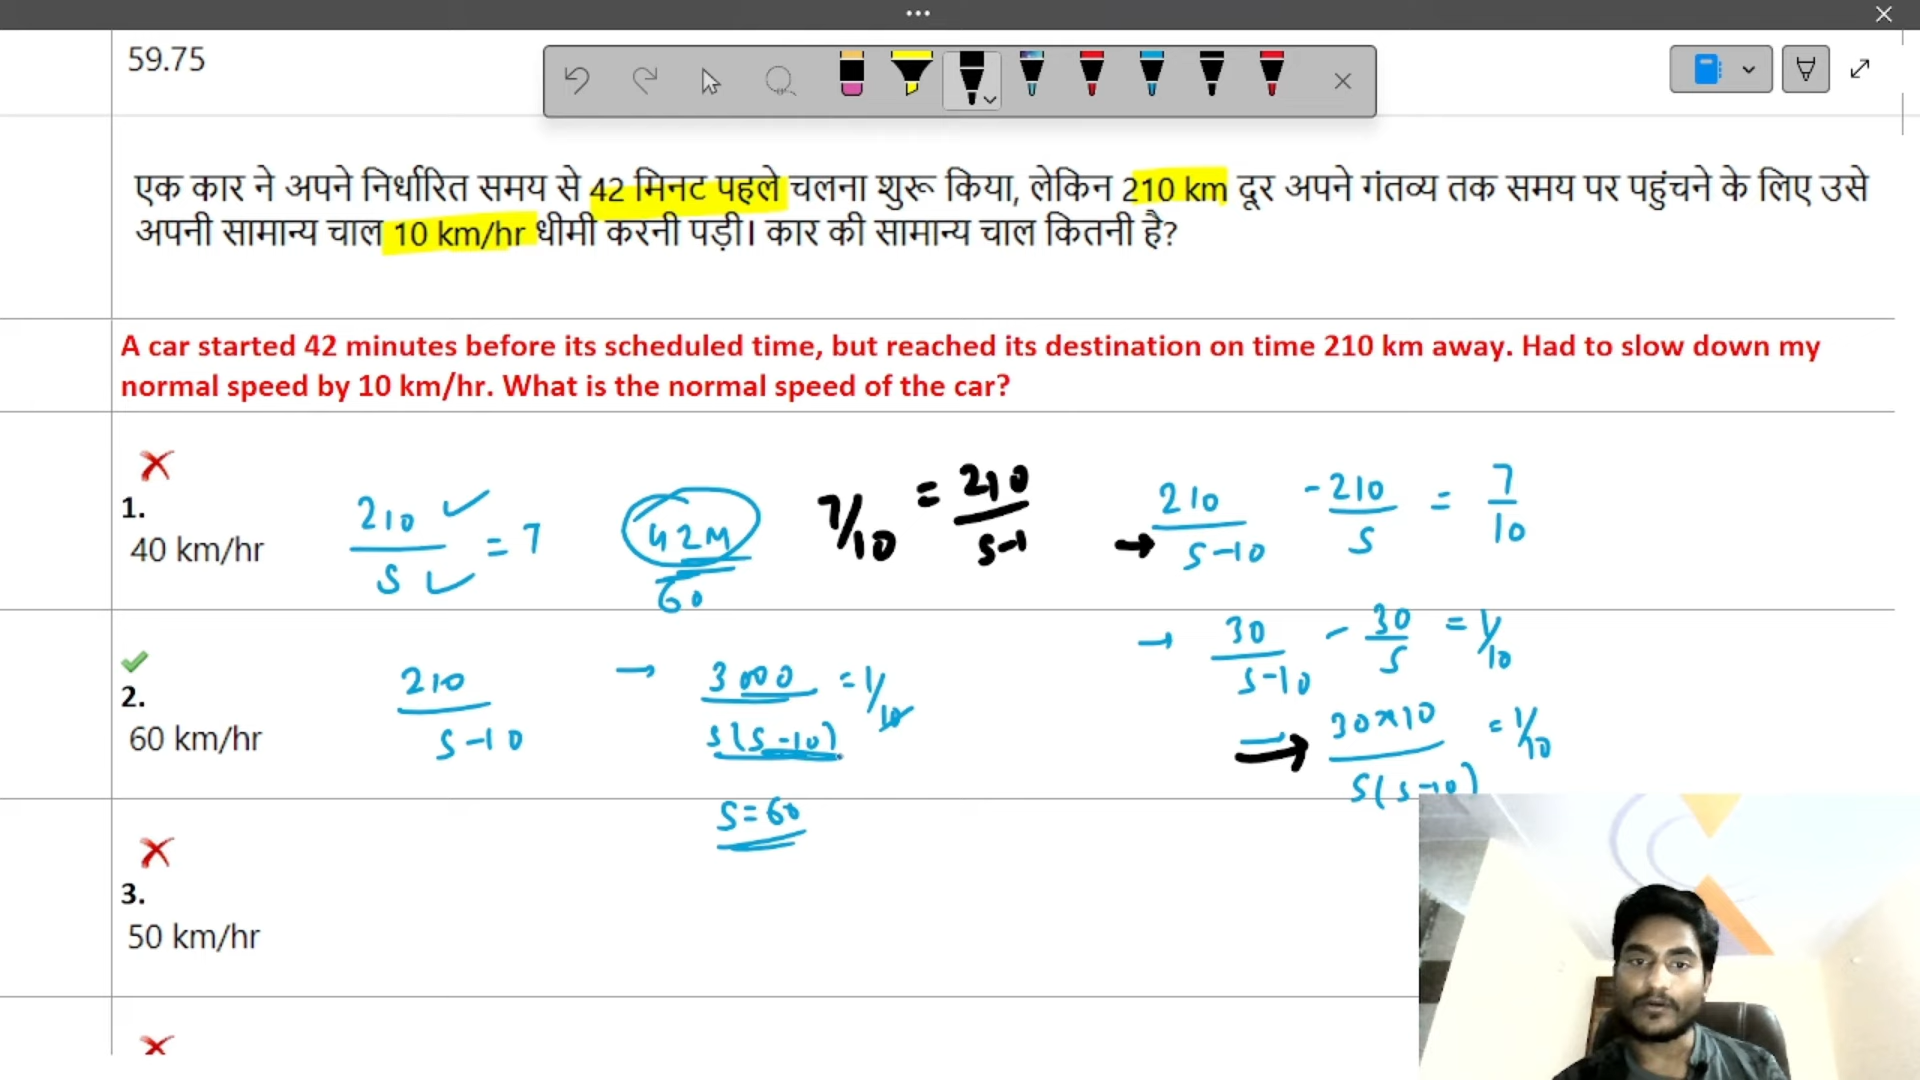 59.75
एक कार ने अपने निर्धारित समय से 42 मिनट पहले चलना शुरू किया, लेकिन 210 km दूर अपने गंतव्य तक समय पर पहुंचने के लिए उसे
अपनी सामान्य चाल 10 km/hr धीमी करनी पड़ी। कार की सामान्य चाल कितनी है?
A car started 42 minutes before its scheduled time, but reached its destination on time 210 km away. Had to slow down my
normal speed by 10 km/hr. What is the normal speed of the car?
1.
40 km/hr
210/S = 7
42M/60
7/10 = 210/S-1
→ 210/S-10 - 210/S = 7/10
→ 30/S-10 - 30/S = 1/10
2.
60 km/hr
210/S-10
→ 3000/S(S-10) = 1/10
→ 30×10/S(S-10) = 1/10
S=60
3.
50 km/hr